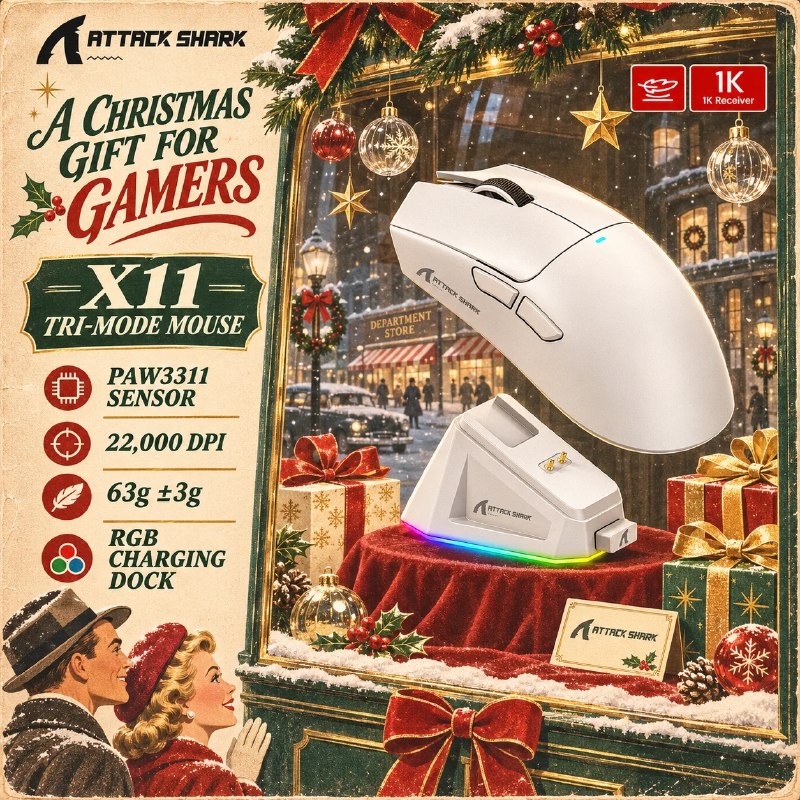 ATTACK SHARK
A CHRISTMAS
GIFT FOR
GAMERS
X11
TRI-MODE MOUSE
PAW3311
SENSOR
22,000 DPI
63g ±3g
RGB
CHARGING
DOCK
1K
1K Receiver
ATTACK SHARK
DEPARTMENT
STORE
ATTACK SHARK
ATTACK SHARK